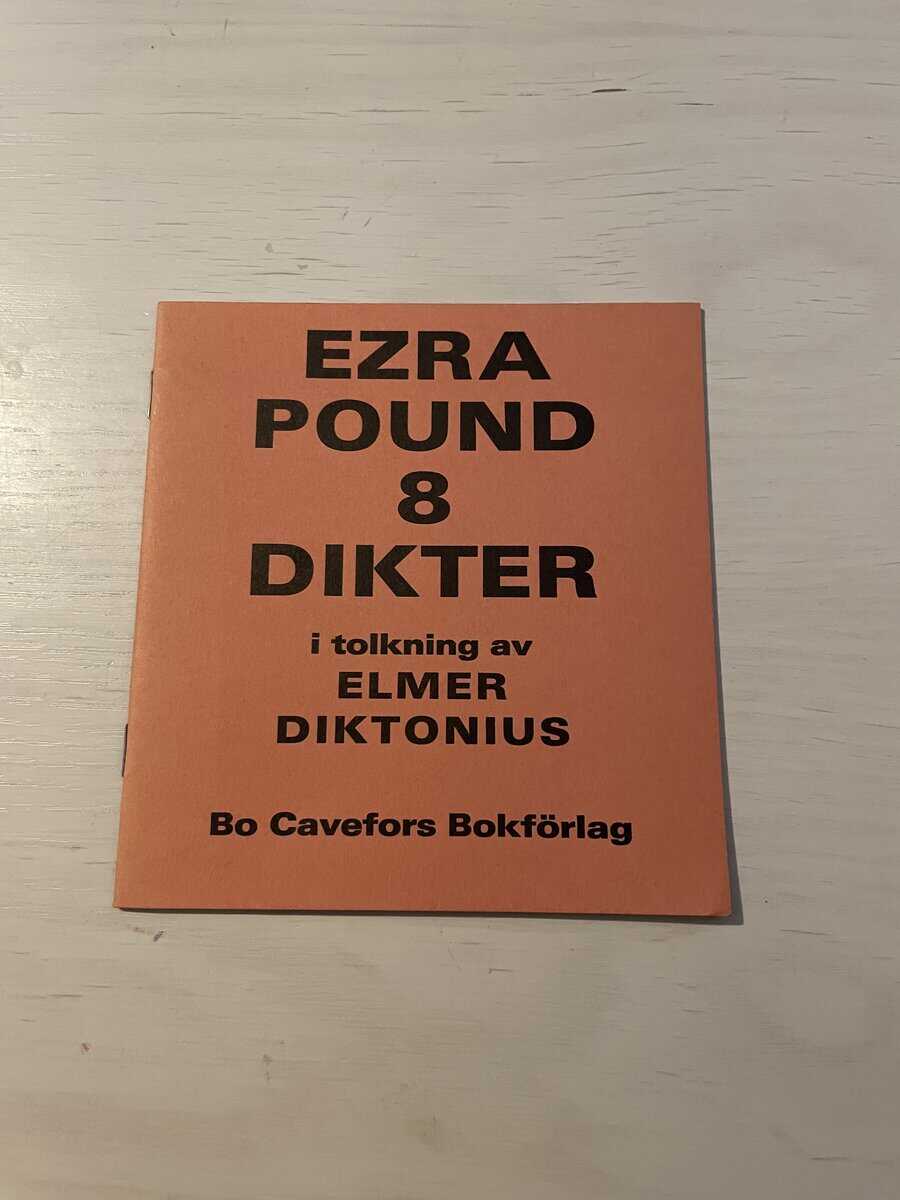 EZRA
POUND
8
DIKTER
i tolkning av
ELMER
DIKTONIUS
Bo Cavefors Bokförlag